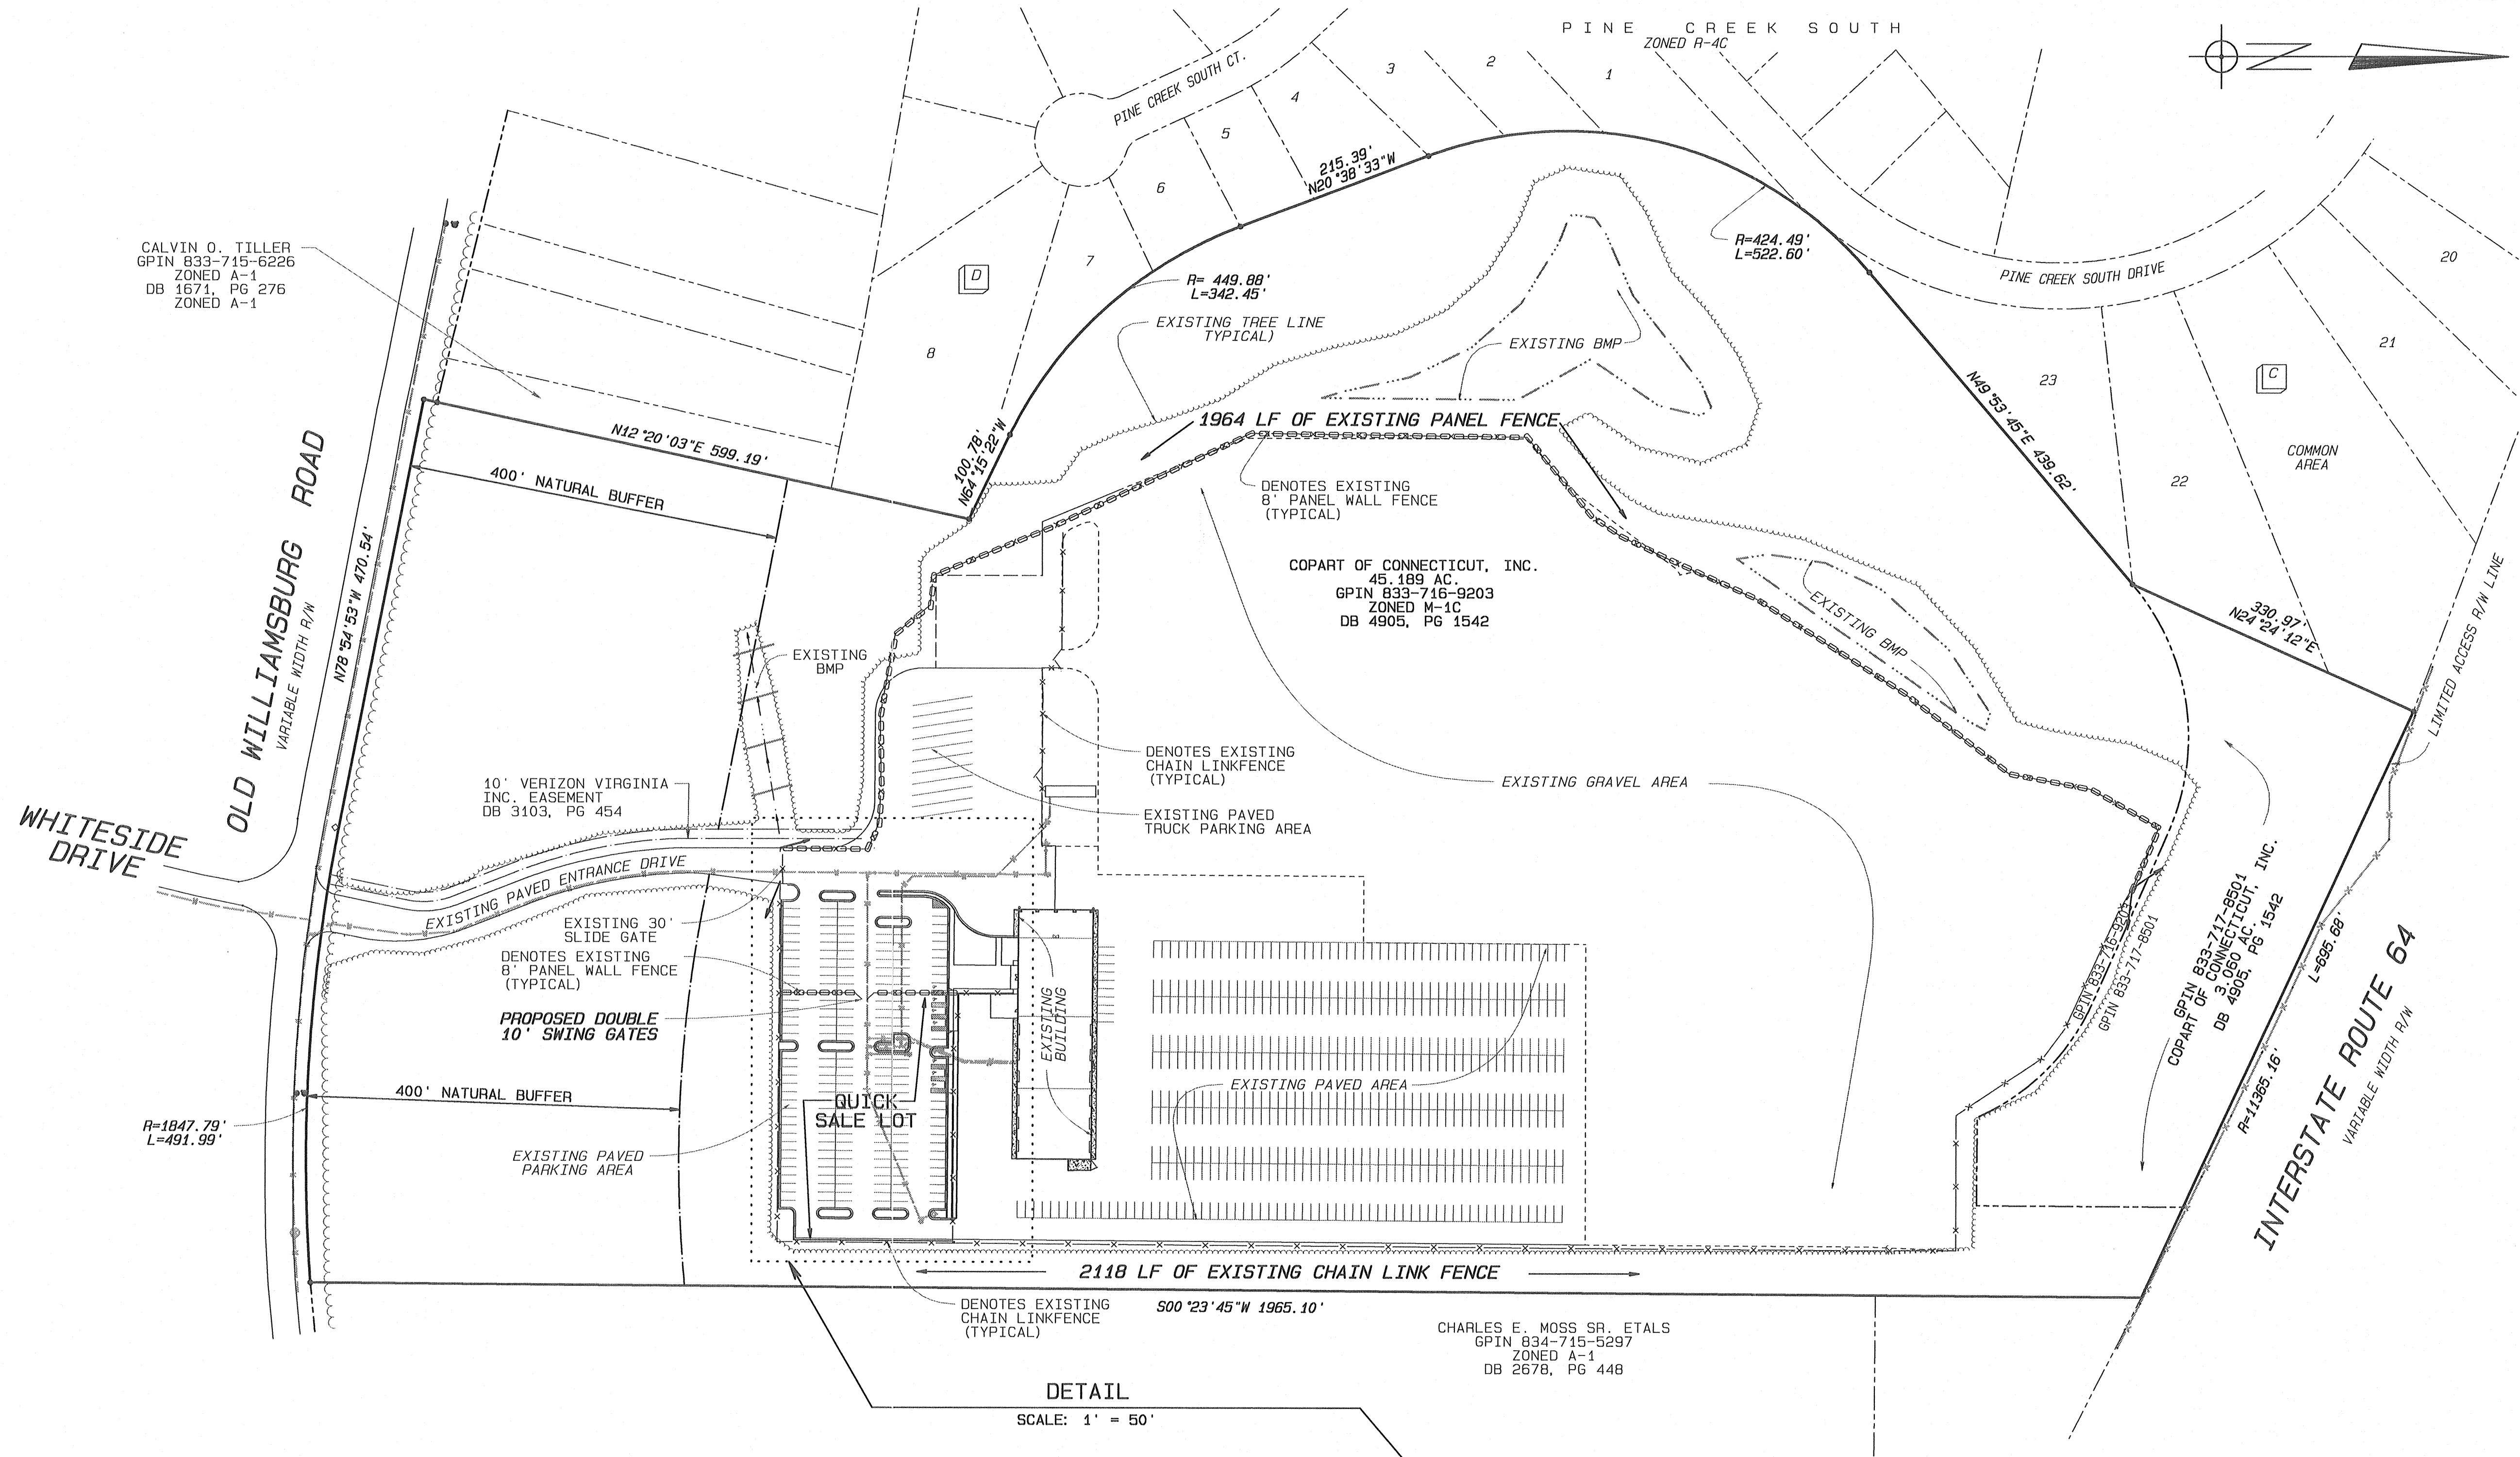 PINE CREEK SOUTH
ZONED R-4C
N
PINE CREEK SOUTH CT.
1
2
3
4
5
6
7
8
D
215.39'
N20°38'33"W
R=424.49'
L=522.60'
R= 449.88'
L=342.45'
CALVIN O. TILLER
GPIN 833-715-6226
ZONED A-1
DB 1671, PG 276
ZONED A-1
PINE CREEK SOUTH DRIVE
20
21
22
23
C
COMMON
AREA
N49°53'45"E 439.62'
330.97'
N24°24'12"E
LIMITED ACCESS R/W LINE
EXISTING TREE LINE
TYPICAL)
EXISTING BMP
1964 LF OF EXISTING PANEL FENCE
N12°20'03"E 599.19'
100.78'
N64°15'22"W
400' NATURAL BUFFER
DENOTES EXISTING
8' PANEL WALL FENCE
(TYPICAL)
COPART OF CONNECTICUT, INC.
45.189 AC.
GPIN 833-716-9203
ZONED M-1C
DB 4905, PG 1542
EXISTING BMP
OLD WILLIAMSBURG ROAD
VARIABLE WIDTH R/W
N78°54'53"W 470.54'
EXISTING
BMP
DENOTES EXISTING
CHAIN LINKFENCE
(TYPICAL)
EXISTING GRAVEL AREA
10' VERIZON VIRGINIA
INC. EASEMENT
DB 3103, PG 454
EXISTING PAVED
TRUCK PARKING AREA
WHITESIDE
DRIVE
EXISTING PAVED ENTRANCE DRIVE
EXISTING 30'
SLIDE GATE
DENOTES EXISTING
8' PANEL WALL FENCE
(TYPICAL)
PROPOSED DOUBLE
10' SWING GATES
EXISTING
BUILDING
GPIN 833-716-9203
GPIN 833-717-8501
GPIN 833-717-8501
COPART OF CONNECTICUT, INC.
3.060 AC.
DB 4905, PG 1542
L=695.68'
R=11365.16'
INTERSTATE ROUTE 64
VARIABLE WIDTH R/W
400' NATURAL BUFFER
QUICK
SALE LOT
EXISTING PAVED AREA
R=1847.79'
L=491.99'
EXISTING PAVED
PARKING AREA
2118 LF OF EXISTING CHAIN LINK FENCE
DENOTES EXISTING
CHAIN LINKFENCE
(TYPICAL)
S00°23'45"W 1965.10'
CHARLES E. MOSS SR. ETALS
GPIN 834-715-5297
ZONED A-1
DB 2678, PG 448
DETAIL
SCALE: 1' = 50'